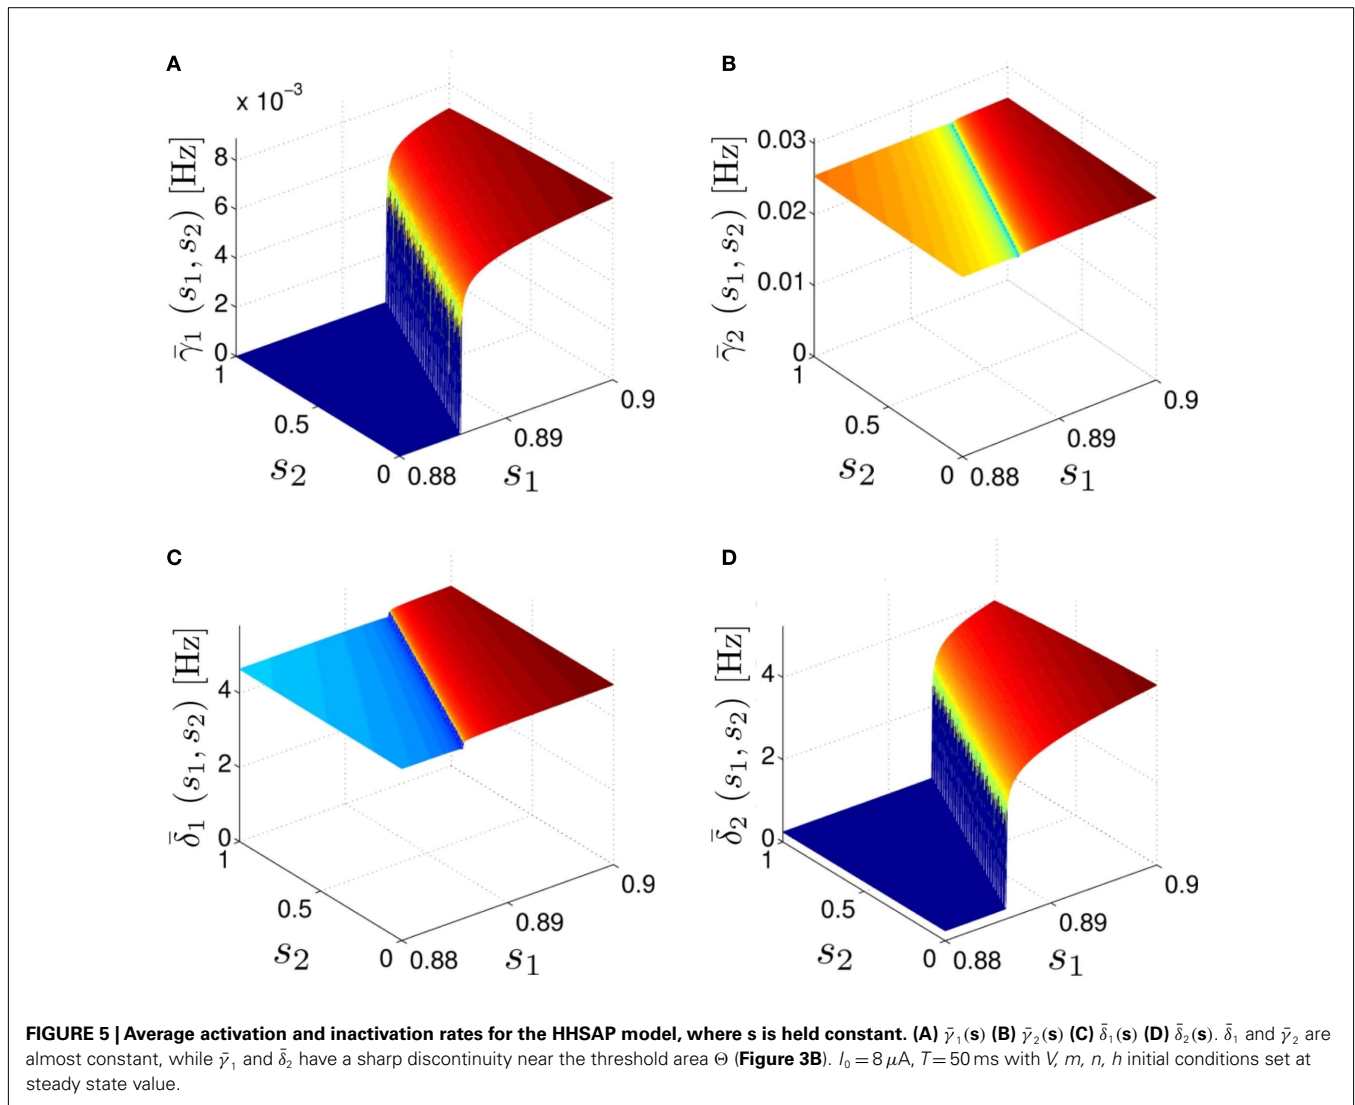 A
x 10⁻³
8
6
4
2
0
γ̄₁ (s₁, s₂) [Hz]
1
0.5
0
s₂
0.88
0.89
0.9
s₁
B
0.03
0.02
0.01
0
γ̄₂ (s₁, s₂) [Hz]
1
0.5
0
s₂
0.88
0.89
0.9
s₁
C
4
2
0
δ̄₁ (s₁, s₂) [Hz]
1
0.5
0
s₂
0.88
0.89
0.9
s₁
D
4
2
0
δ̄₂ (s₁, s₂) [Hz]
1
0.5
0
s₂
0.88
0.89
0.9
s₁
FIGURE 5 | Average activation and inactivation rates for the HHSAP model, where s is held constant. (A) γ̄₁(s) (B) γ̄₂(s) (C) δ̄₁(s) (D) δ̄₂(s). δ̄₁ and γ̄₂ are
almost constant, while γ̄₁ and δ̄₂ have a sharp discontinuity near the threshold area Θ (Figure 3B). I₀ = 8 μA, T = 50 ms with V, m, n, h initial conditions set at
steady state value.